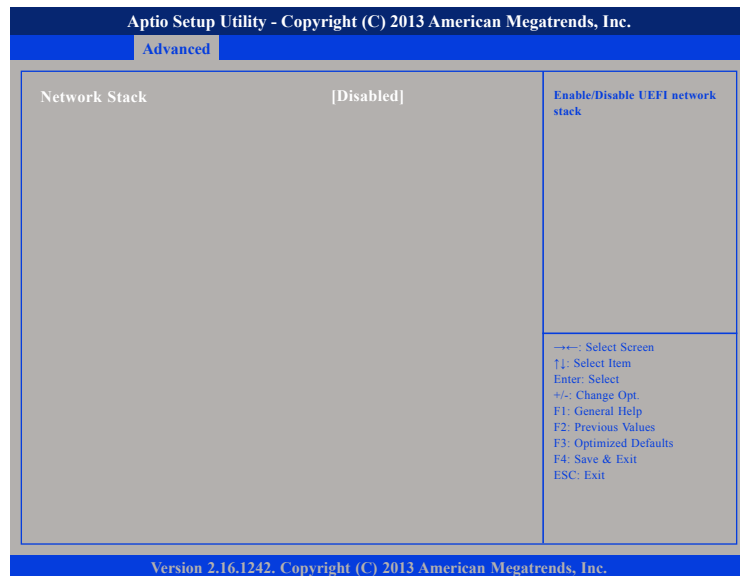 Aptio Setup Utility - Copyright (C) 2013 American Megatrends, Inc.
Advanced
Network Stack [Disabled]
Enable/Disable UEFI network
stack
→←: Select Screen
↑↓: Select Item
Enter: Select
+/-: Change Opt.
F1: General Help
F2: Previous Values
F3: Optimized Defaults
F4: Save & Exit
ESC: Exit
Version 2.16.1242. Copyright (C) 2013 American Megatrends, Inc.